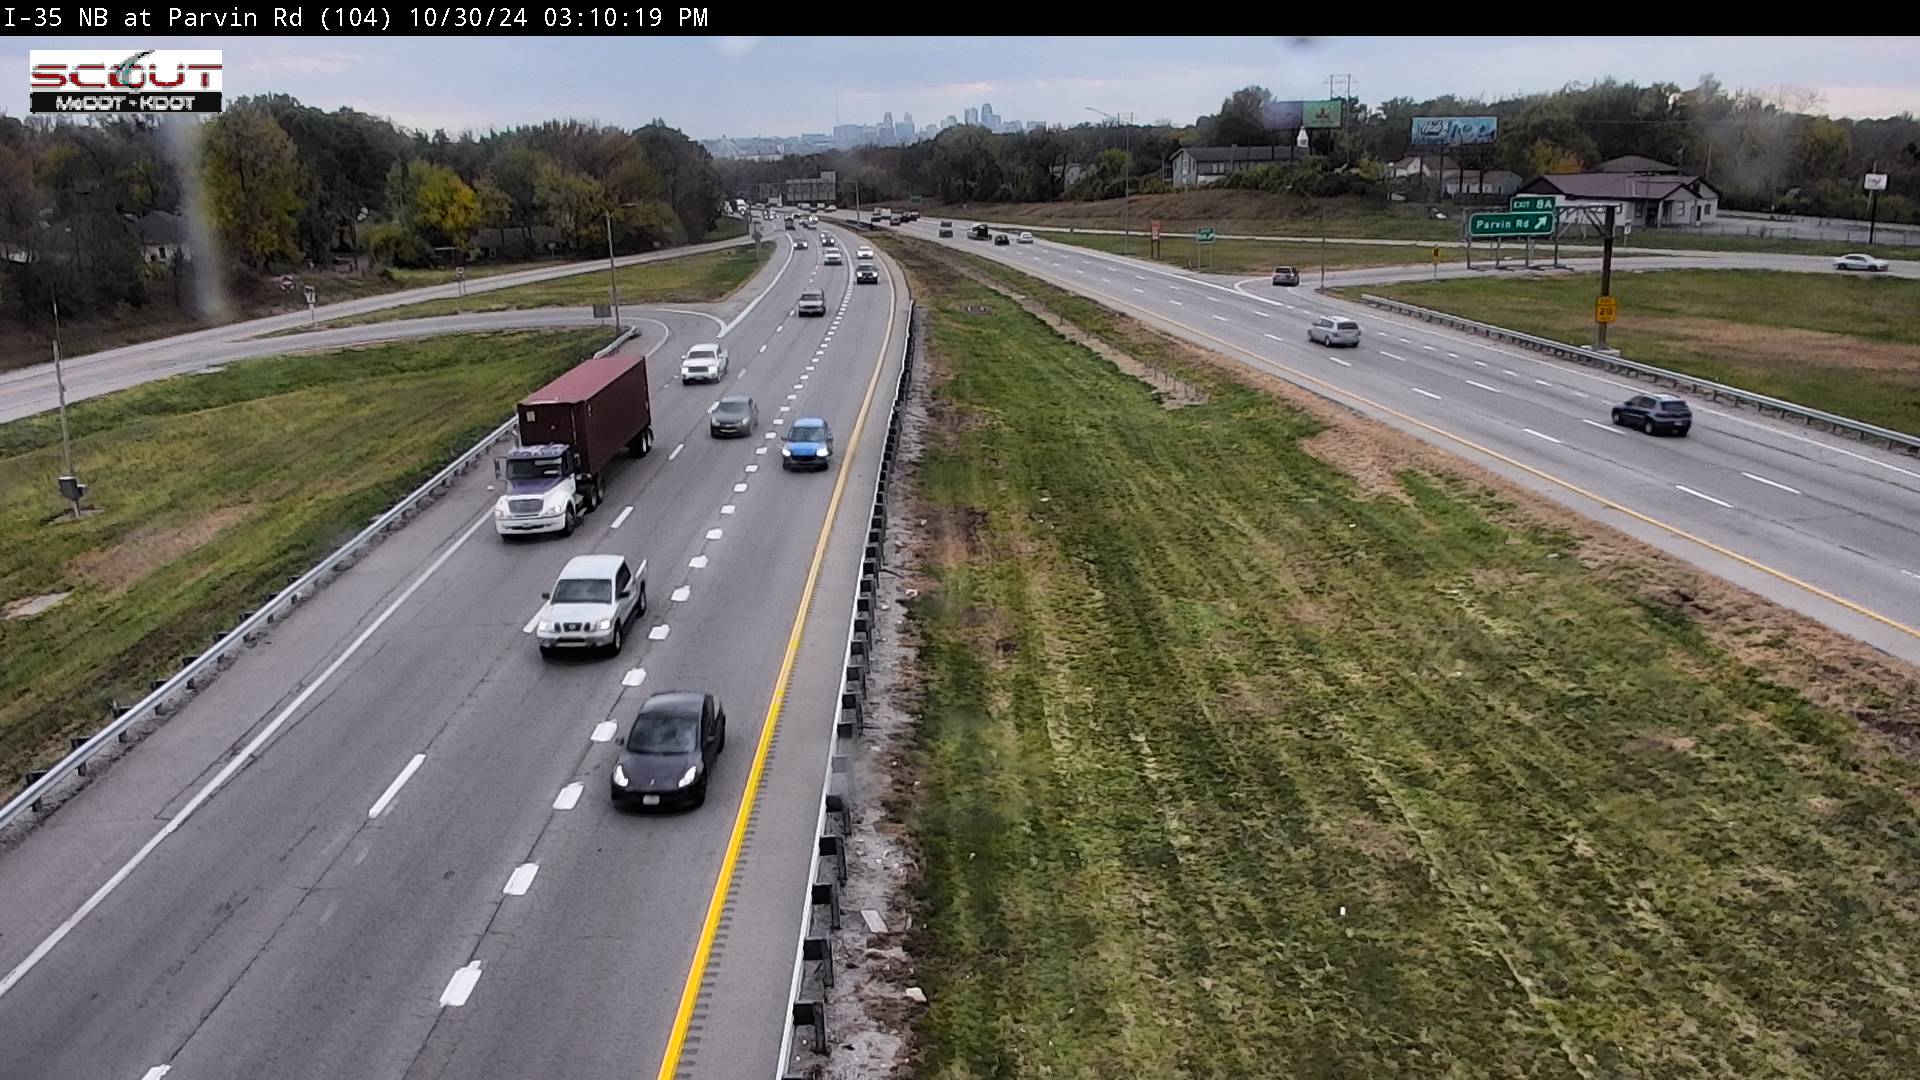 I-35 NB at Parvin Rd (104) 10/30/24 03:10:19 PM
SCOUT
MoDOT - KDOT
EXIT 8A
Parvin Rd
20